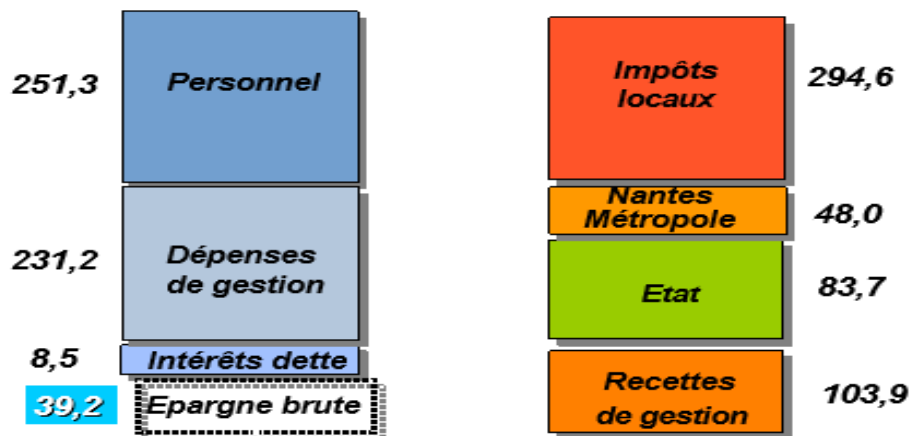 251,3
Personnel
231,2
Dépenses
de gestion
8,5
Intérêts dette
39,2
Epargne brute
Impôts
locaux
294,6
Nantes
Métropole
48,0
Etat
83,7
Recettes
de gestion
103,9